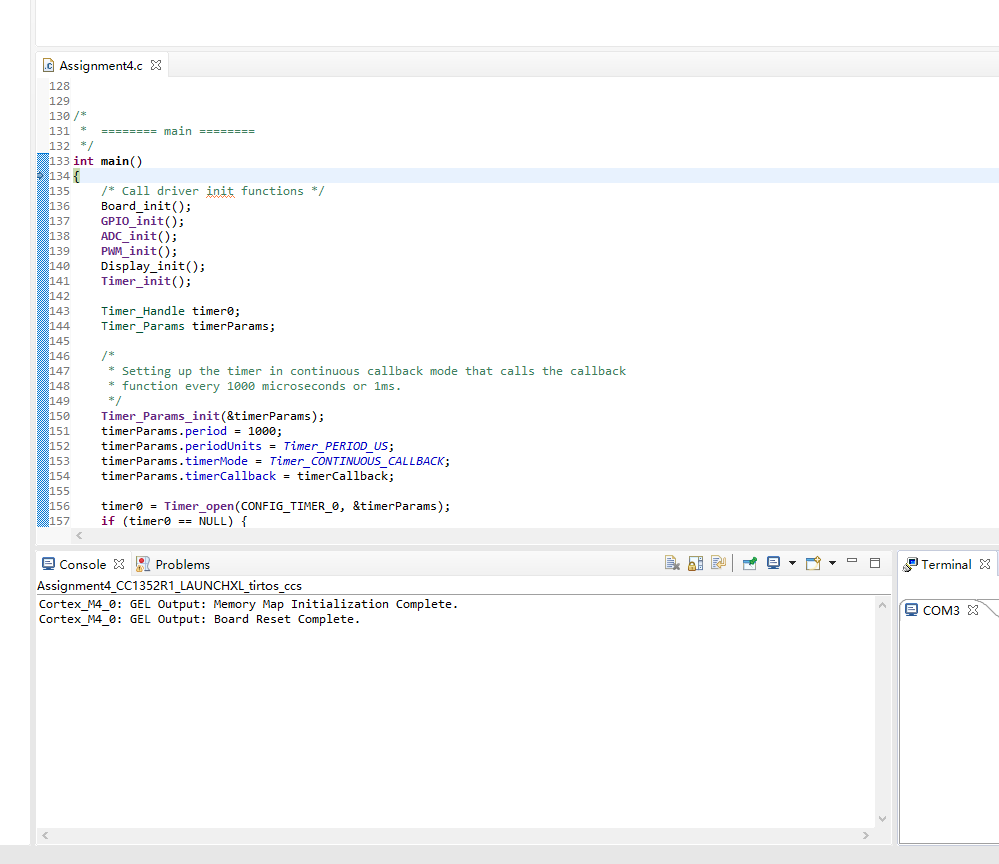 Assignment4.c
128
129
130 /*
131  *  ======== main ========
132  */
133 int main()
134 {
135     /* Call driver init functions */
136     Board_init();
137     GPIO_init();
138     ADC_init();
139     PWM_init();
140     Display_init();
141     Timer_init();
142
143     Timer_Handle timer0;
144     Timer_Params timerParams;
145
146     /*
147      * Setting up the timer in continuous callback mode that calls the callback
148      * function every 1000 microseconds or 1ms.
149      */
150     Timer_Params_init(&timerParams);
151     timerParams.period = 1000;
152     timerParams.periodUnits = Timer_PERIOD_US;
153     timerParams.timerMode = Timer_CONTINUOUS_CALLBACK;
154     timerParams.timerCallback = timerCallback;
155
156     timer0 = Timer_open(CONFIG_TIMER_0, &timerParams);
157     if (timer0 == NULL) {
Console Problems
Assignment4_CC1352R1_LAUNCHXL_tirtos_ccs
Cortex_M4_0: GEL Output: Memory Map Initialization Complete.
Cortex_M4_0: GEL Output: Board Reset Complete.
Terminal
COM3